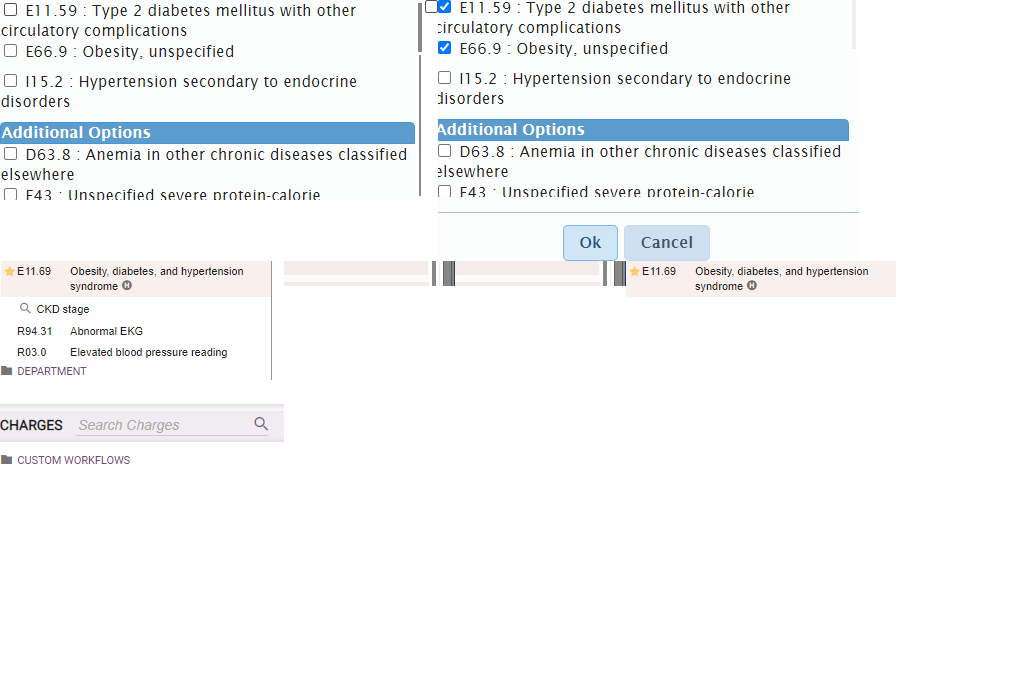 E11.59 : Type 2 diabetes mellitus with other
circulatory complications
E66.9 : Obesity, unspecified
I15.2 : Hypertension secondary to endocrine
disorders
Additional Options
D63.8 : Anemia in other chronic diseases classified
elsewhere
E43 : Unspecified severe protein-calorie
E11.59 : Type 2 diabetes mellitus with other
circulatory complications
E66.9 : Obesity, unspecified
I15.2 : Hypertension secondary to endocrine
disorders
Additional Options
D63.8 : Anemia in other chronic diseases classified
elsewhere
E43 : Unspecified severe protein-calorie
Ok Cancel
E11.69 Obesity, diabetes, and hypertension
syndrome H
CKD stage
R94.31 Abnormal EKG
R03.0 Elevated blood pressure reading
DEPARTMENT
E11.69 Obesity, diabetes, and hypertension
syndrome H
CHARGES Search Charges
CUSTOM WORKFLOWS